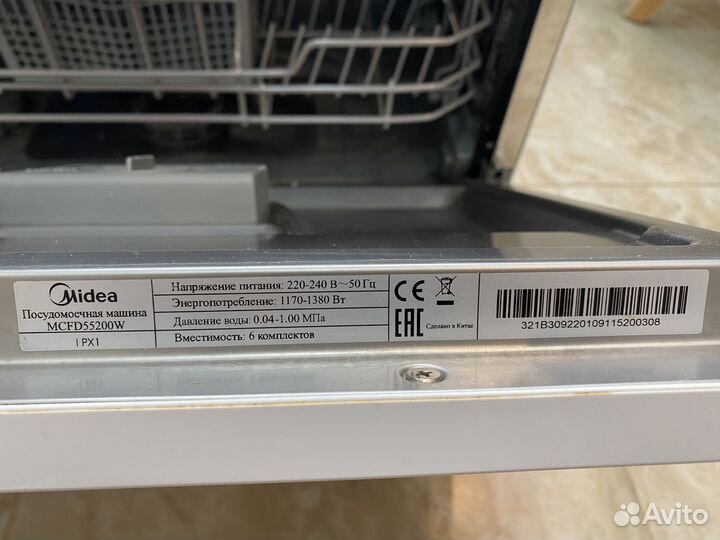 Midea
Посудомоечная машина
MCFD55200W
IPX1
Напряжение питания: 220-240 В~50 Гц
Энергопотребление: 1170-1380 Вт
Давление воды: 0.04-1.00 МПа
Вместимость: 6 комплектов
CE
EAC
Сделано в Китае
321B309220109115200308
Avito